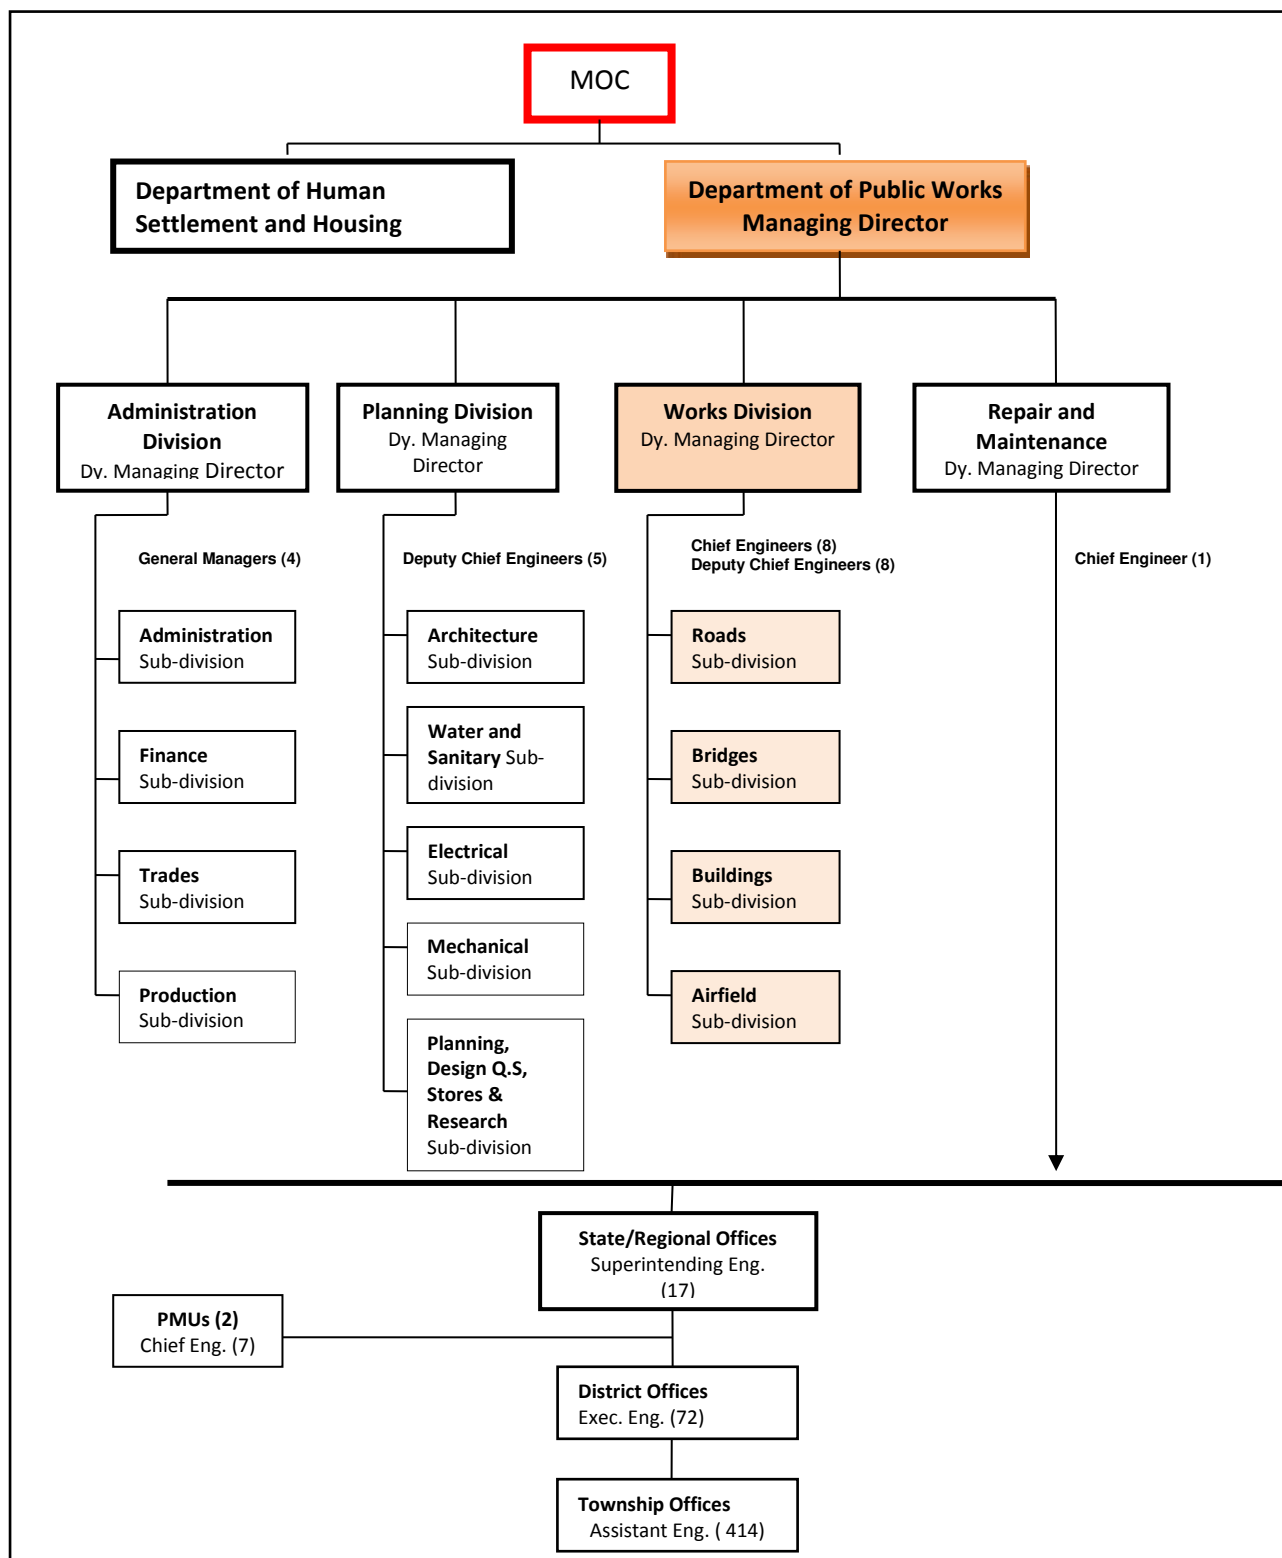 MOC
Department of Human
Settlement and Housing
Department of Public Works
Managing Director
Administration
Division
Dy. Managing Director
Planning Division
Dy. Managing
Director
Works Division
Dy. Managing Director
Repair and
Maintenance
Dy. Managing Director
General Managers (4)
Deputy Chief Engineers (5)
Chief Engineers (8)
Deputy Chief Engineers (8)
Chief Engineer (1)
Administration
Sub-division
Finance
Sub-division
Trades
Sub-division
Production
Sub-division
Architecture
Sub-division
Water and
Sanitary Sub-
division
Electrical
Sub-division
Mechanical
Sub-division
Planning,
Design Q.S,
Stores &
Research
Sub-division
Roads
Sub-division
Bridges
Sub-division
Buildings
Sub-division
Airfield
Sub-division
State/Regional Offices
Superintending Eng.
(17)
PMUs (2)
Chief Eng. (7)
District Offices
Exec. Eng. (72)
Township Offices
Assistant Eng. ( 414)